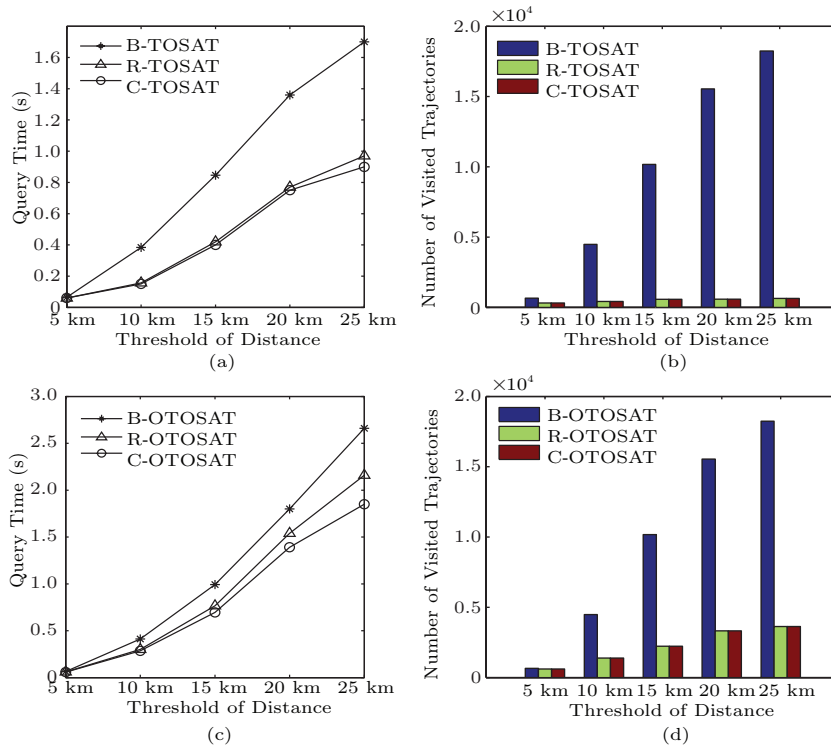 1.6
1.4
1.2
1.0
0.8
0.6
0.4
0.2
0
Query Time (s)
B-TOSAT
R-TOSAT
C-TOSAT
5 km 10 km 15 km 20 km 25 km
Threshold of Distance
(a)
×10⁴
2.0
1.5
1.0
0.5
0
Number of Visited Trajectories
B-TOSAT
R-TOSAT
C-TOSAT
5 km 10 km 15 km 20 km 25 km
Threshold of Distance
(b)
3.0
2.5
2.0
1.5
1.0
0.5
0
Query Time (s)
B-OTOSAT
R-OTOSAT
C-OTOSAT
5 km 10 km 15 km 20 km 25 km
Threshold of Distance
(c)
×10⁴
2.0
1.5
1.0
0.5
0
Number of Visited Trajectories
B-OTOSAT
R-OTOSAT
C-OTOSAT
5 km 10 km 15 km 20 km 25 km
Threshold of Distance
(d)